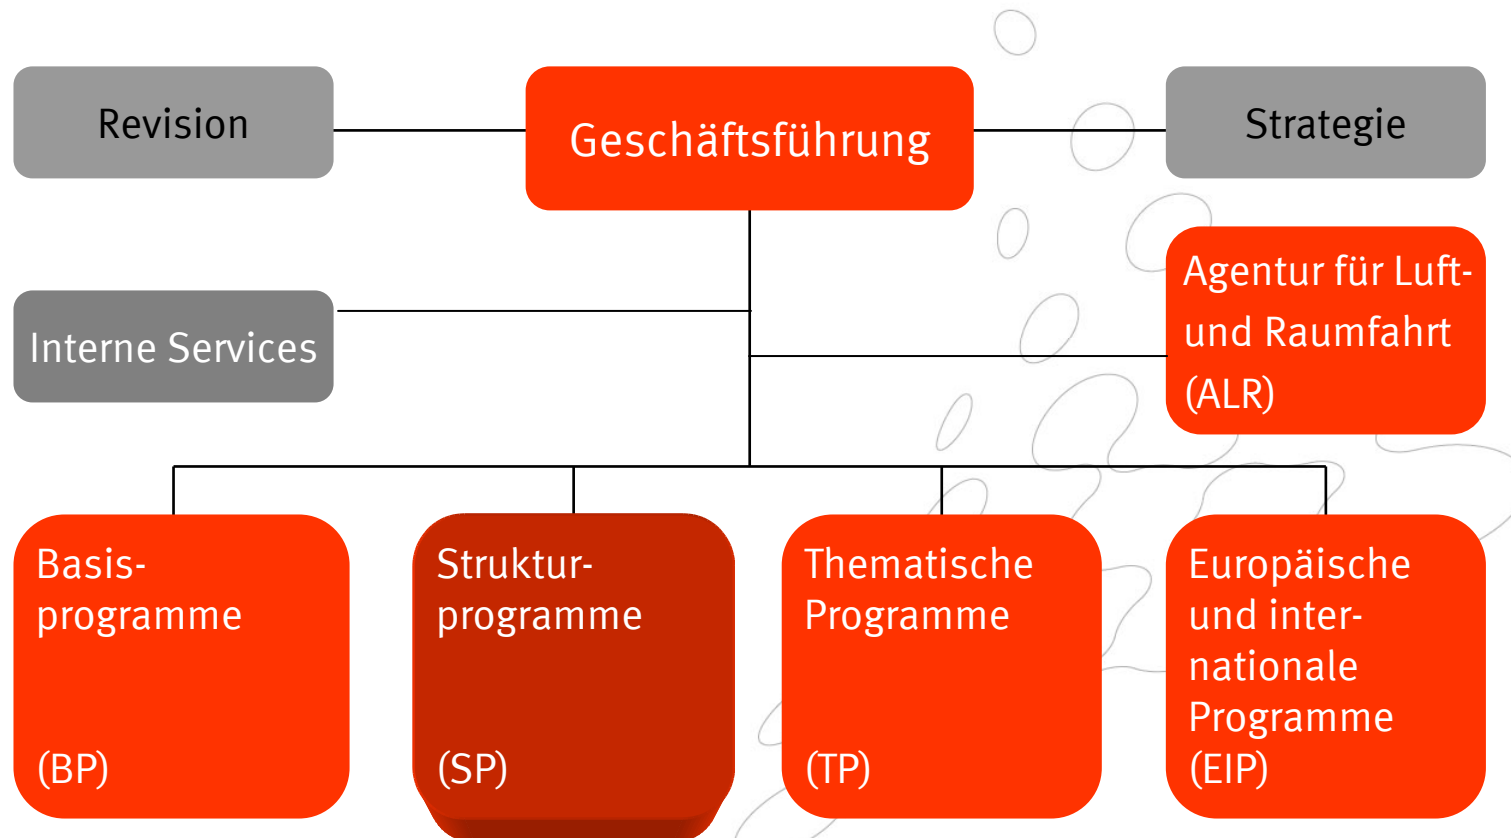 Revision
Geschäftsführung
Strategie
Agentur für Luft-
und Raumfahrt
(ALR)
Interne Services
Basis-
programme
(BP)
Struktur-
programme
(SP)
Thematische
Programme
(TP)
Europäische
und inter-
nationale
Programme
(EIP)